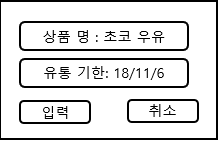 상품 명 : 초코 우유
유통 기한: 18/11/6
입력 취소